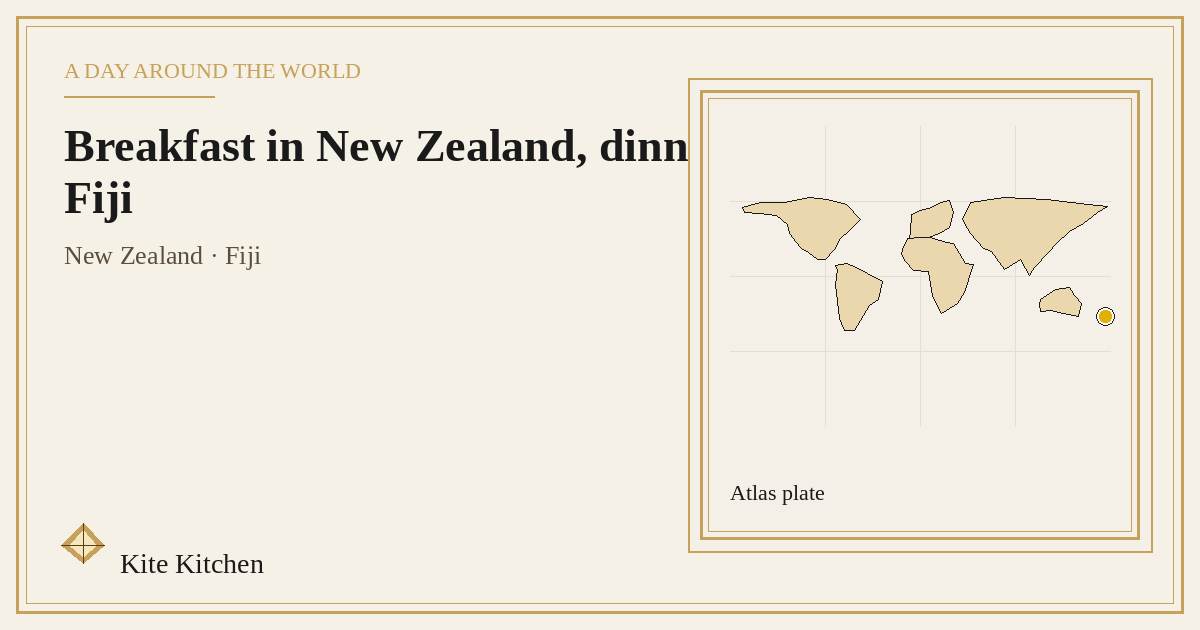 A DAY AROUND THE WORLD
Breakfast in New Zealand, dinn
Fiji
New Zealand · Fiji
Atlas plate
Kite Kitchen